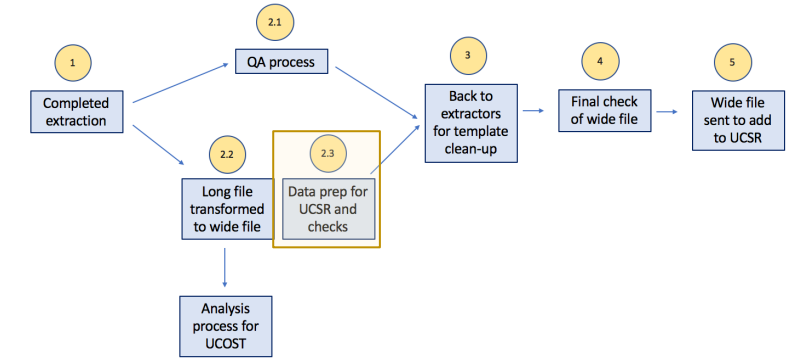 1
Completed
extraction
2.1
QA process
2.2
Long file
transformed
to wide file
2.3
Data prep for
UCSR and
checks
Analysis
process for
UCOST
3
Back to
extractors
for template
clean-up
4
Final check
of wide file
5
Wide file
sent to add
to UCSR